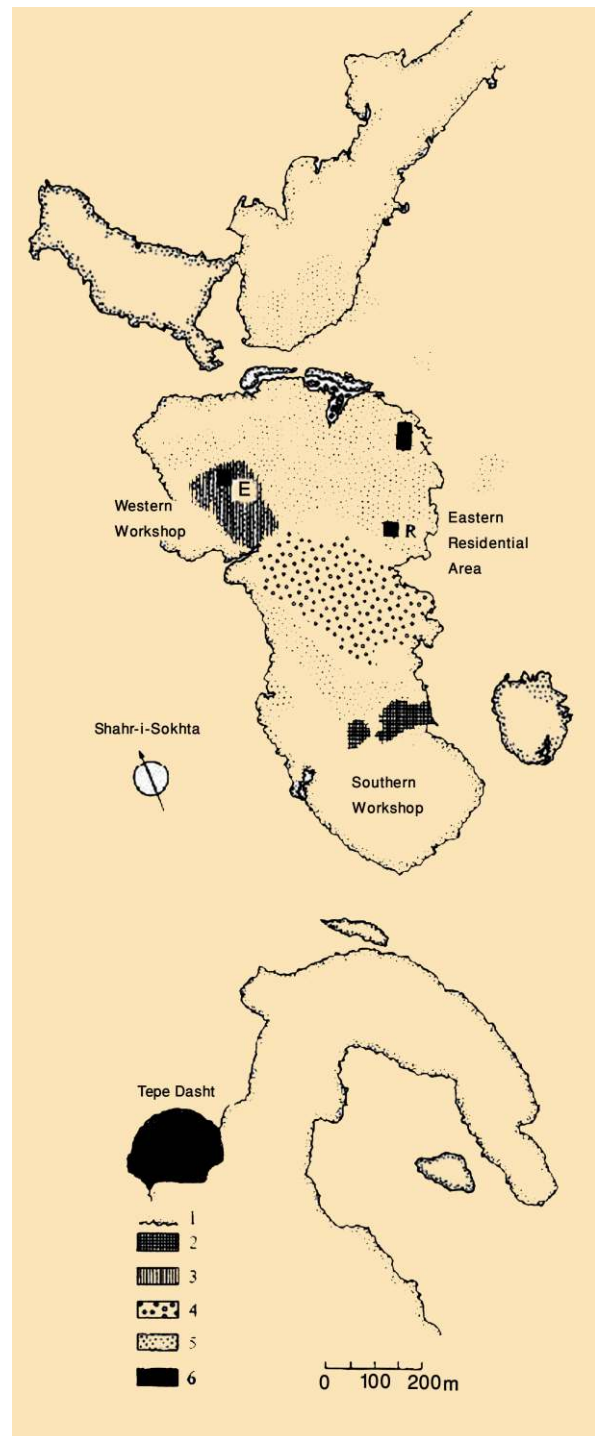 X
E
Western
Workshop
R
Eastern
Residential
Area
Shahr-i-Sokhta
Southern
Workshop
Tepe Dasht
1
2
3
4
5
6
0 100 200m